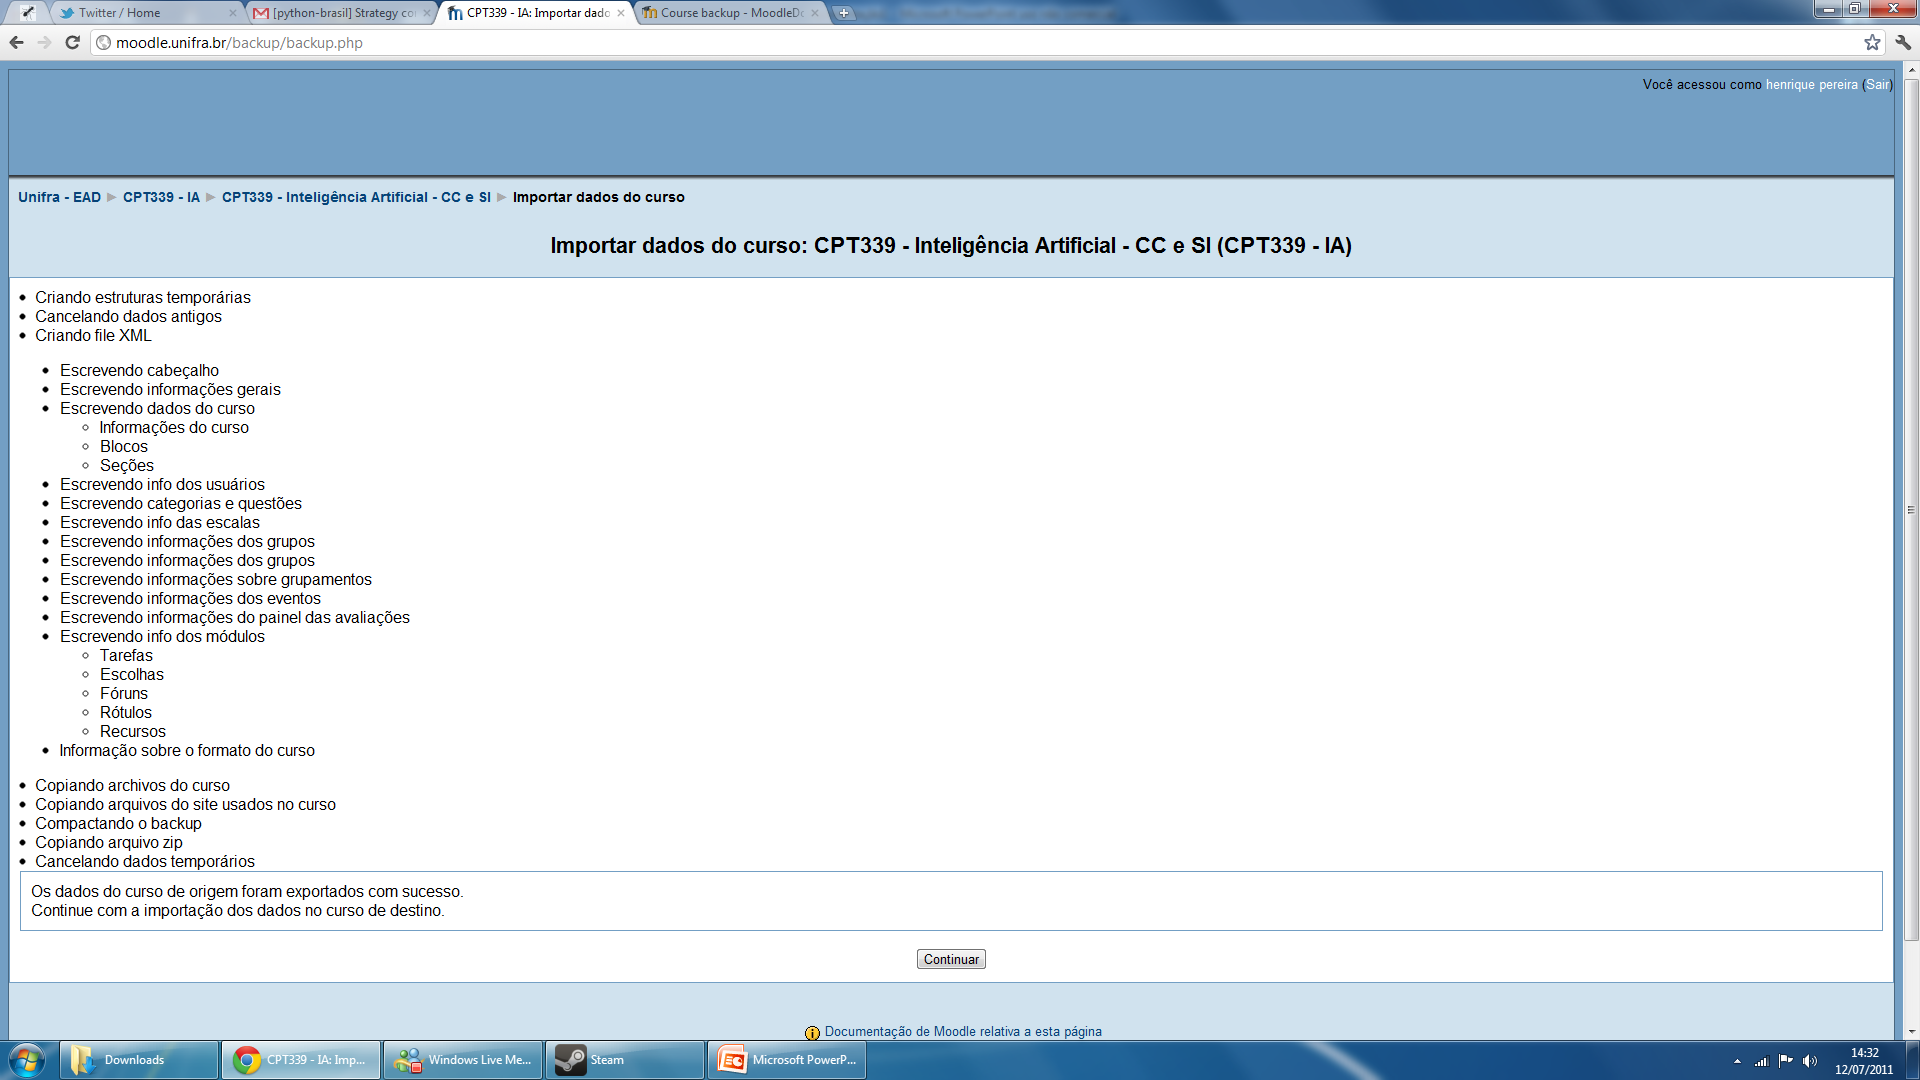 Twitter / Home
[python-brasil] Strategy co
CPT339 - IA: Importar dado
Course backup - MoodleD
moodle.unifra.br/backup/backup.php
Você acessou como henrique pereira (Sair)
Unifra - EAD ► CPT339 - IA ► CPT339 - Inteligência Artificial - CC e SI ► Importar dados do curso
Importar dados do curso: CPT339 - Inteligência Artificial - CC e SI (CPT339 - IA)
Criando estruturas temporárias
Cancelando dados antigos
Criando file XML
Escrevendo cabeçalho
Escrevendo informações gerais
Escrevendo dados do curso
Informações do curso
Blocos
Seções
Escrevendo info dos usuários
Escrevendo categorias e questões
Escrevendo info das escalas
Escrevendo informações dos grupos
Escrevendo informações dos grupos
Escrevendo informações sobre grupamentos
Escrevendo informações dos eventos
Escrevendo informações do painel das avaliações
Escrevendo info dos módulos
Tarefas
Escolhas
Fóruns
Rótulos
Recursos
Informação sobre o formato do curso
Copiando archivos do curso
Copiando arquivos do site usados no curso
Compactando o backup
Copiando arquivo zip
Cancelando dados temporários
Os dados do curso de origem foram exportados com sucesso.
Continue com a importação dos dados no curso de destino.
Continuar
Documentação de Moodle relativa a esta página
Downloads
CPT339 - IA: Imp...
Windows Live Me...
Steam
Microsoft PowerP...
14:32
12/07/2011